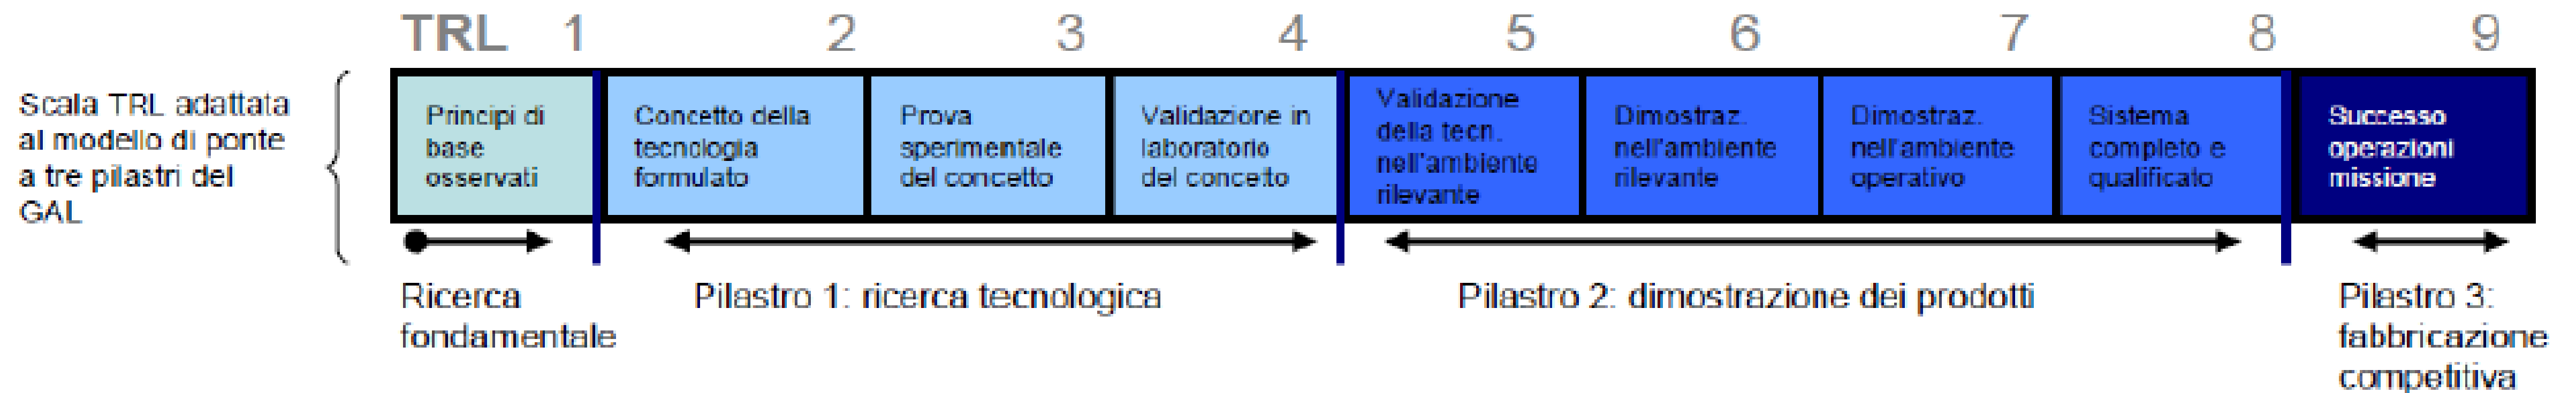 TRL 1 2 3 4 5 6 7 8 9
Scala TRL adattata
al modello di ponte
a tre pilastri del
GAL
Principi di
base
osservati
Concetto della
tecnologia
formulato
Prova
sperimentale
del concetto
Validazione in
laboratorio
del concetto
Validazione
della tecn.
nell'ambiente
rilevante
Dimostraz.
nell'ambiente
rilevante
Dimostraz.
nell'ambiente
operativo
Sistema
completo e
qualificato
Successo
operazioni
missione
Ricerca
fondamentale
Pilastro 1: ricerca tecnologica
Pilastro 2: dimostrazione dei prodotti
Pilastro 3:
fabbricazione
competitiva